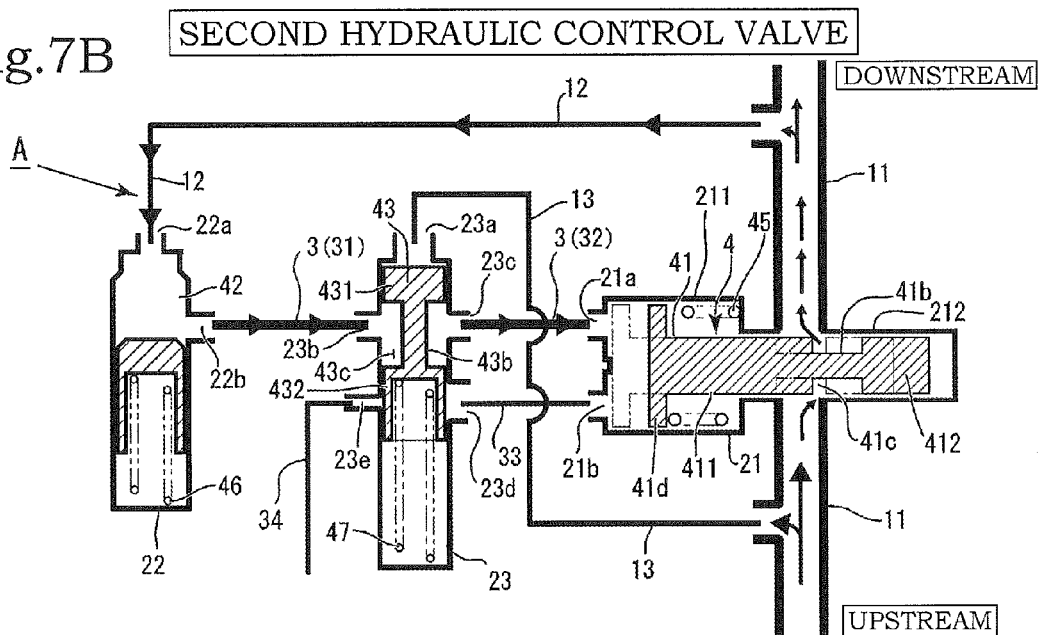 g.7B
SECOND HYDRAULIC CONTROL VALVE
DOWNSTREAM
12
A
12
22a
43
23a
13
211
45
11
3(31)
23c
3(32)
21a
41
4
41b
212
42
431
22b
23b
43c
43b
432
23e
33
23d
21b
41d
411
21
41c
412
34
46
47
22
23
13
11
UPSTREAM